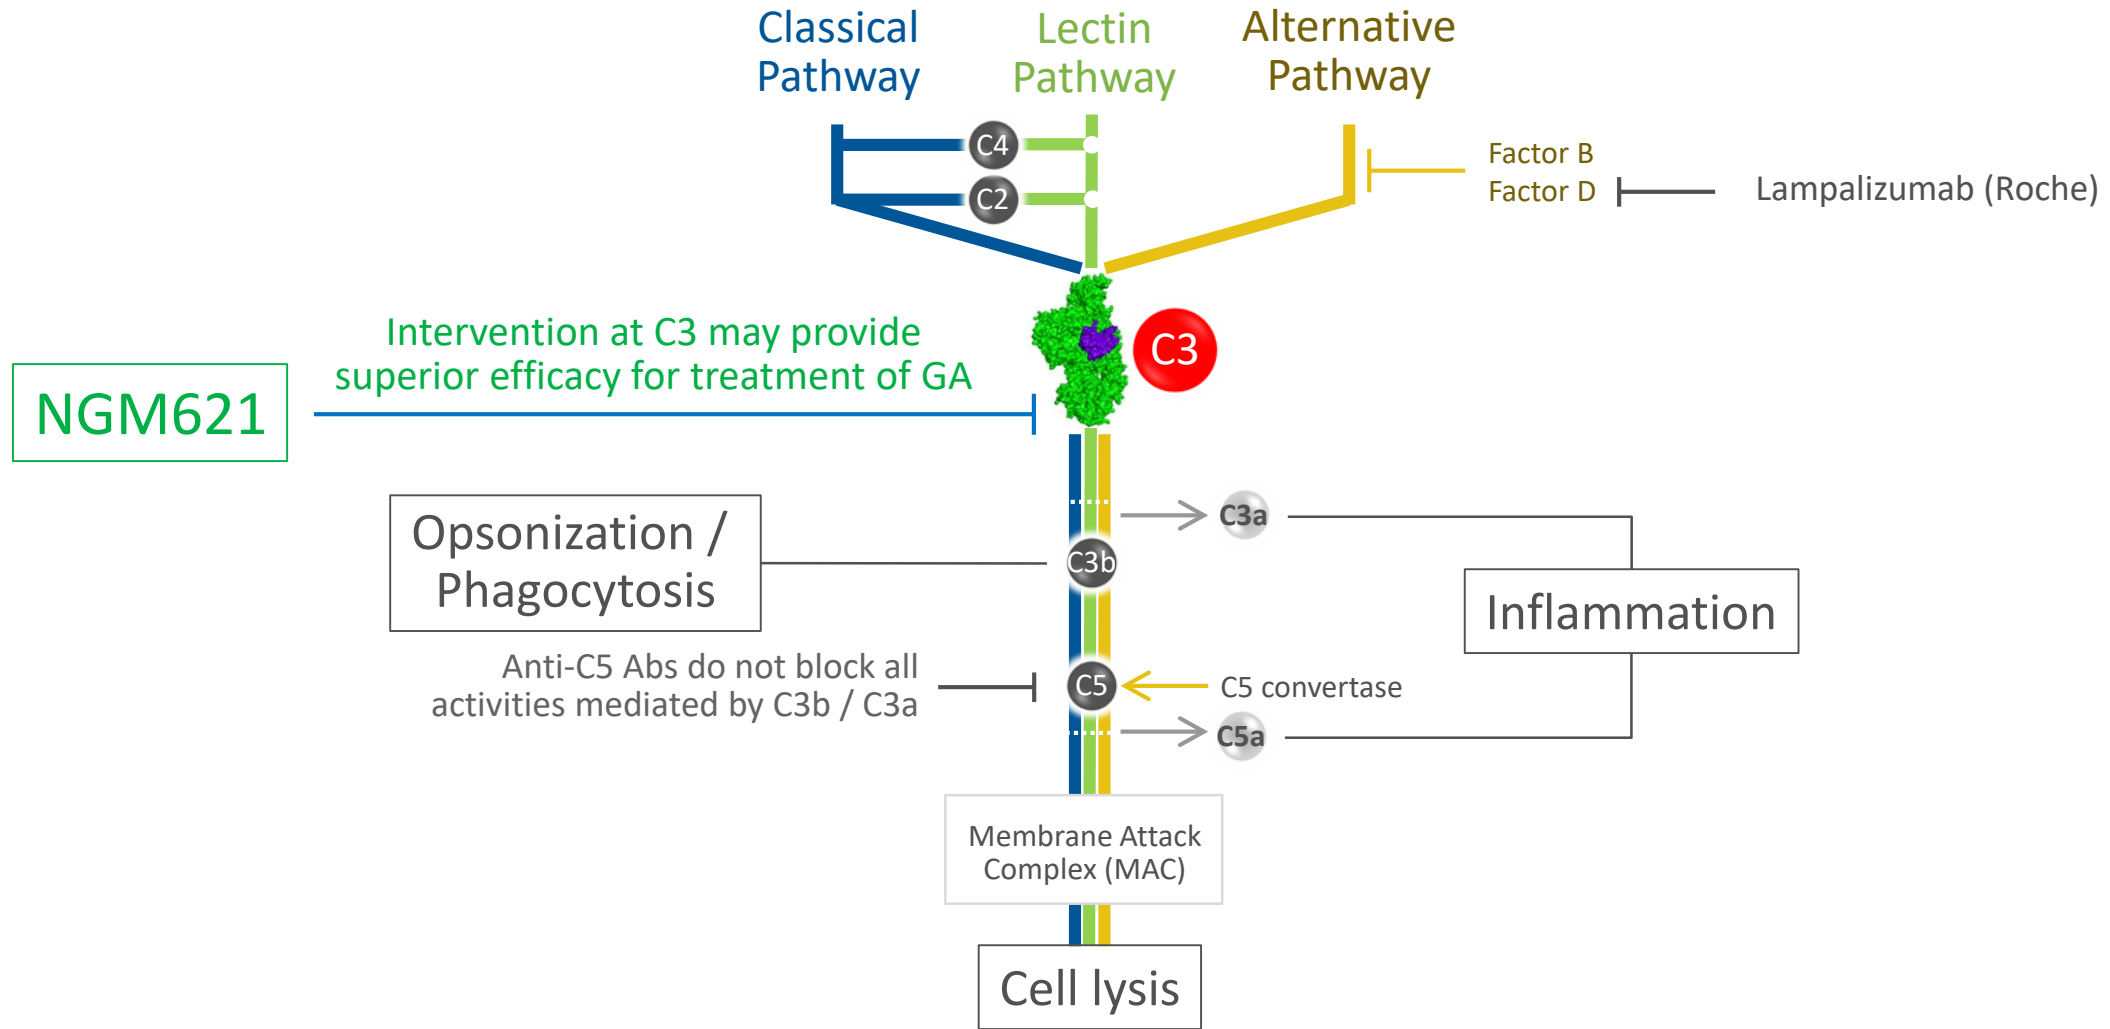 Classical
Pathway
Lectin
Pathway
Alternative
Pathway
C4
C2
Factor B
Factor D
Lampalizumab (Roche)
Intervention at C3 may provide
superior efficacy for treatment of GA
C3
NGM621
Opsonization /
Phagocytosis
C3a
C3b
Inflammation
Anti-C5 Abs do not block all
activities mediated by C3b / C3a
C5
C5 convertase
C5a
Membrane Attack
Complex (MAC)
Cell lysis